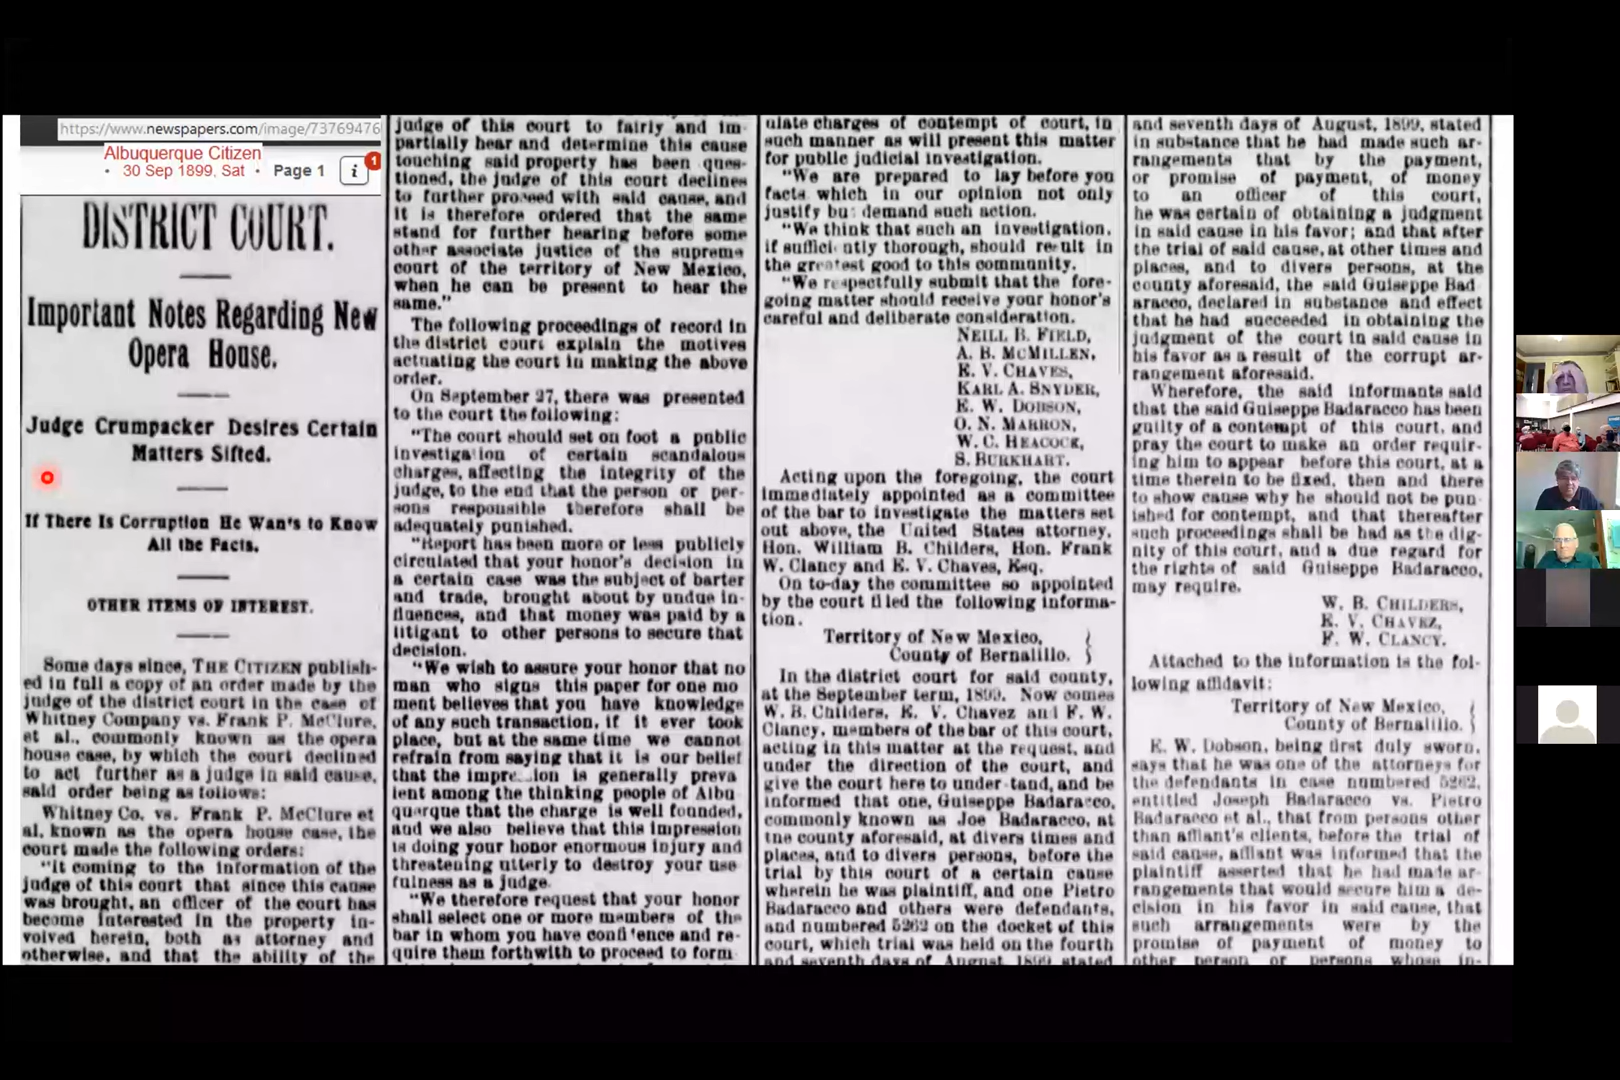 https://www.newspapers.com/image/73769476
Albuquerque Citizen
• 30 Sep 1899, Sat •
Page 1
i
1
DISTRICT COURT.
Important Notes Regarding New
Opera House.
Judge Crumpacker Desires Certain
Matters Sifted.
If There Is Corruption He Wan's to Know
All the Facts.
OTHER ITEMS OF INTEREST.
Some days since, THE CITIZEN publish-
ed in full a copy of an order made by the
judge of the district court in the case of
Whitney Company vs. Frank P. McClure,
et al., commonly known as the opera
house case, by which the court declined
to act further as a judge in said cause,
said order being as follows:
Whitney Co. vs. Frank P. McClure et
al, known as the opera house case, the
court made the following orders:
"It coming to the information of the
judge of this court that since this cause
was brought, an officer of the court has
become interested in the property in-
volved herein, both as attorney and
otherwise, and that the ability of the
judge of this court to fairly and im-
partially hear and determine this cause
touching said property has been ques-
tioned, the judge of this court declines
to further proceed with said cause, and
it is therefore ordered that the same
stand for further hearing before some
other associate justice of the supreme
court of the territory of New Mexico,
when he can be present to hear the
same."
The following proceedings of record in
the district court explain the motives
actuating the court in making the above
order.
On September 27, there was presented
to the court the following:
"The court should set on foot a public
investigation of certain scandalous
charges, affecting the integrity of the
judge, to the end that the person or per-
sons responsible therefore shall be
adequately punished.
"Report has been more or less publicly
circulated that your honor's decision in
a certain case was the subject of barter
and trade, brought about by undue in-
fluences, and that money was paid by a
litigant to other persons to secure that
decision.
"We wish to assure your honor that no
man who signs this paper for one mo
ment believes that you have knowledge
of any such transaction, if it ever took
place, but at the same time we cannot
refrain from saying that it is our belief
that the is generally preva
lent among the thinking people of Albu
querque that the charge is well founded,
and we also believe that this impression
is doing your honor enormous injury and
threatening utterly to destroy your use
fulness as a judge.
"We therefore request that your honor
shall select one or more members of the
bar in whom you have confi'ence and re-
quire them forthwith to proceed to form
ulate charges of contempt of court, in
such manner as will present this matter
for public judicial investigation.
"We are prepared to lay before you
facts which in our opinion not only
justify but demand such action.
"We think that such an investigation,
if sufficiently thorough, should result in
the greatest good to this community.
"We respectfully submit that the fore-
going matter should receive your honor's
careful and deliberate consideration.
NEILL B. FIELD,
A. B. MCMILLEN,
E. V. CHAVES,
KARL A. SNYDER,
E. W. DOBSON,
O. N. MARRON,
W. C. HEACOCK,
S. BURKHART.
Acting upon the foregoing, the court
immediately appointed as a committee
of the bar to investigate the matters set
out above, the United States attorney,
Hon. William B. Childers, Hon. Frank
W. Clancy and E. V. Chaves, Esq.
On to-day the committee so appointed
by the court filed the following informa-
tion.
Territory of New Mexico,
County of Bernalillo.
In the district court for said county,
at the September term, 1899. Now comes
W. B. Childers, E. V. Chavez and F. W.
Clancy, members of the bar of this court,
acting in this matter at the request, and
under the direction of the court, and
give the court here to understand, and be
informed that one, Guiseppe Badaracco,
commonly known as Joe Badaracco, at
the county aforesaid, at divers times and
places, and to divers persons, before the
trial by this court of a certain cause
wherein he was plaintiff, and one Pietro
Badaracco and others were defendants,
and numbered 5262 on the docket of this
court, which trial was held on the fourth
and seventh days of August, 1899, stated
and seventh days of August, 1899, stated
in substance that he had made such ar-
rangements that by the payment,
or promise of payment, of money
to an officer of this court,
he was certain of obtaining a judgment
in said cause in his favor; and that after
the trial of said cause, at other times and
places, and to divers persons, at the
county aforesaid, the said Guiseppe Bad
aracco, declared in substance and effect
that he had succeeded in obtaining the
judgment of the court in said cause in
his favor as a result of the corrupt ar-
rangement aforesaid.
Wherefore, the said informants said
that the said Guiseppe Badaracco has been
guilty of a contempt of this court, and
pray the court to make an order requir-
ing him to appear before this court, at a
time therein to be fixed, then and there
to show cause why he should not be pun
ished for contempt, and that thereafter
such proceedings shall be had as the dig-
nity of this court, and a due regard for
the rights of said Guiseppe Badaracco,
may require.
W. B. CHILDERS,
E. V. CHAVEZ,
F. W. CLANCY.
Attached to the information is the fol-
lowing affidavit:
Territory of New Mexico,
County of Bernalillo.
E. W. Dobson, being first duly sworn,
says that he was one of the attorneys for
the defendants in case numbered 5262,
entitled Joseph Badaracco vs. Pietro
Badaracco et al., that from persons other
than affiant's clients, before the trial of
said cause, affiant was informed that the
plaintiff asserted that he had made ar-
rangements that would secure him a de-
cision in his favor in said cause, that
such arrangements were by the
promise of payment of money to
other person or persons whose in-